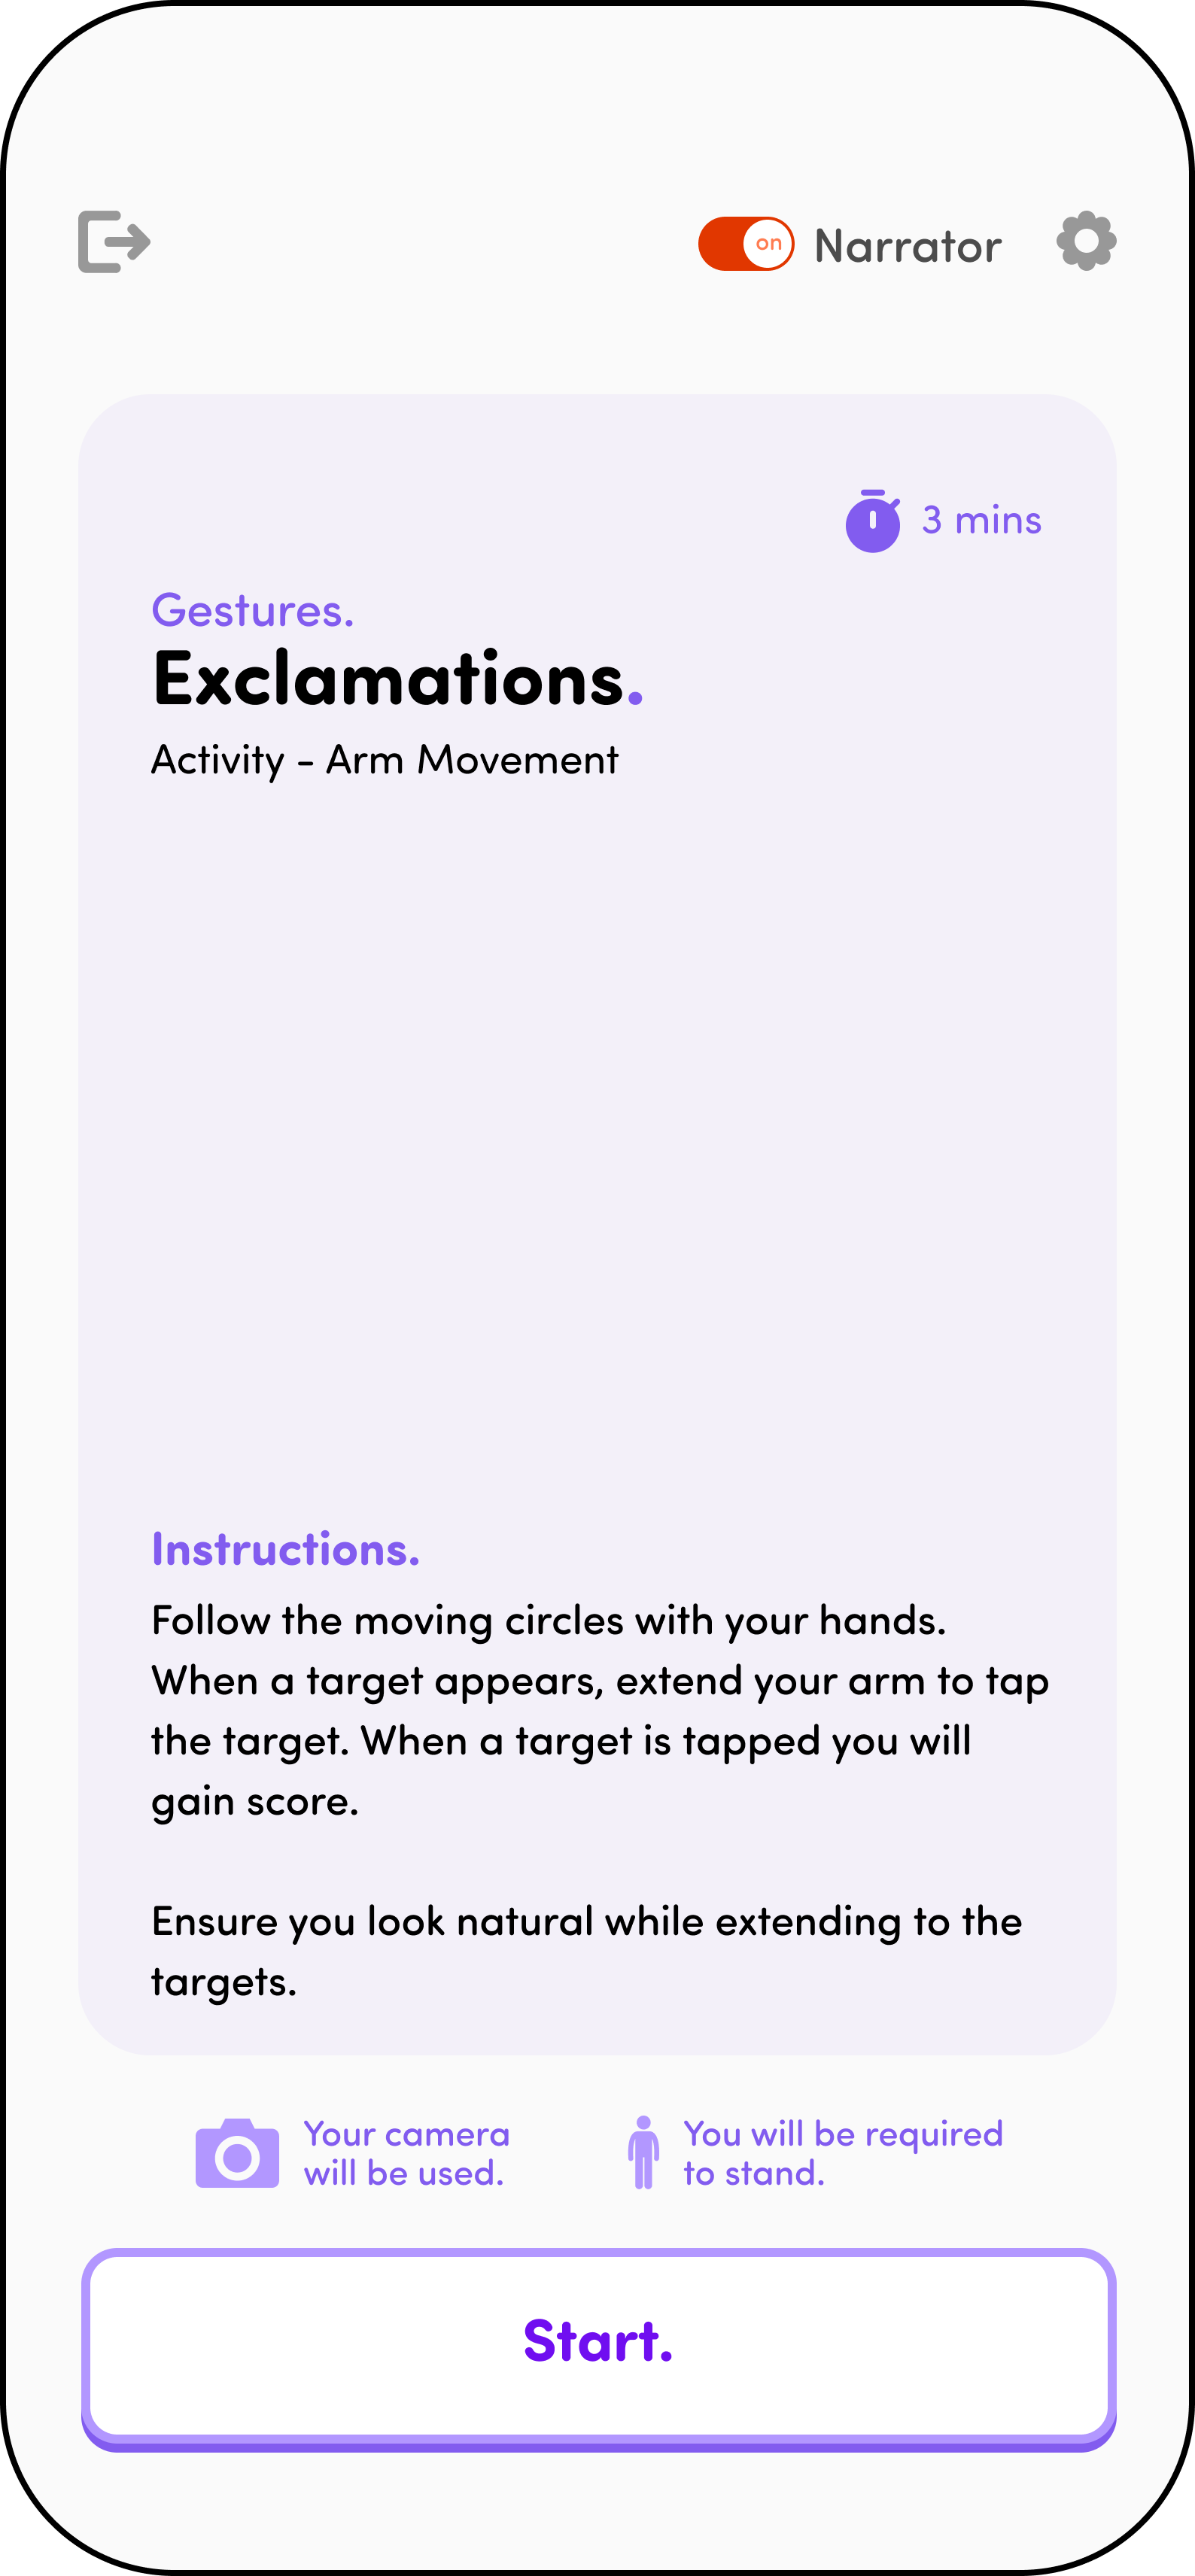 on Narrator
3 mins
Gestures.
Exclamations.
Activity - Arm Movement
Instructions.
Follow the moving circles with your hands.
When a target appears, extend your arm to tap
the target. When a target is tapped you will
gain score.
Ensure you look natural while extending to the
targets.
Your camera
will be used.
You will be required
to stand.
Start.